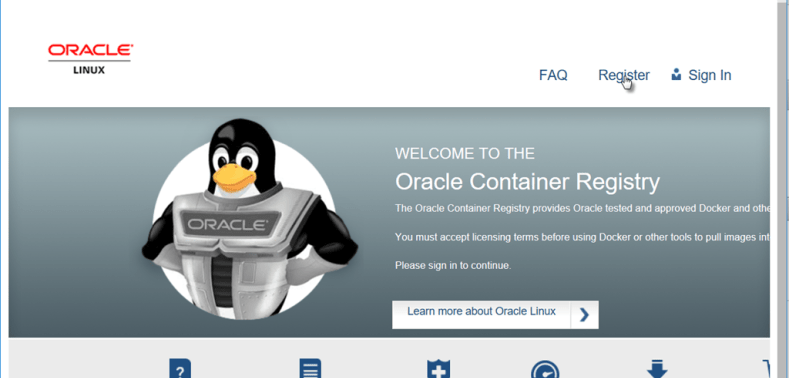 ORACLE
LINUX
FAQ Register Sign In
WELCOME TO THE
Oracle Container Registry
The Oracle Container Registry provides Oracle tested and approved Docker and othe
You must accept licensing terms before using Docker or other tools to pull images int
Please sign in to continue.
ORACLE
Learn more about Oracle Linux
?